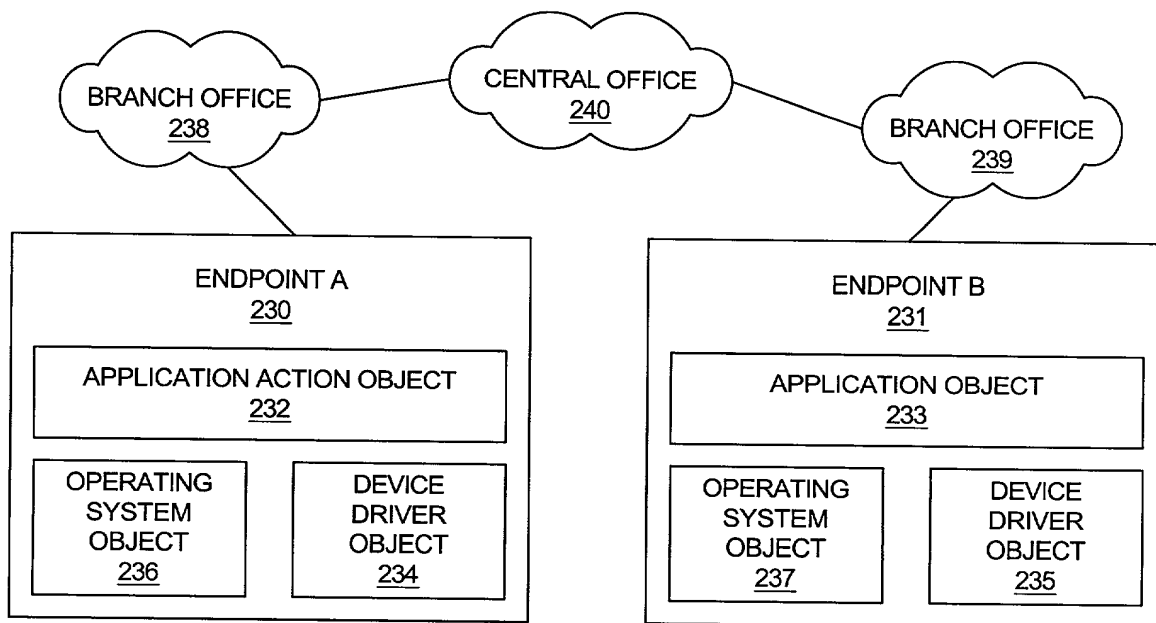 BRANCH OFFICE
238
CENTRAL OFFICE
240
BRANCH OFFICE
239
ENDPOINT A
230
APPLICATION ACTION OBJECT
232
OPERATING
SYSTEM
OBJECT
236
DEVICE
DRIVER
OBJECT
234
ENDPOINT B
231
APPLICATION OBJECT
233
OPERATING
SYSTEM
OBJECT
237
DEVICE
DRIVER
OBJECT
235